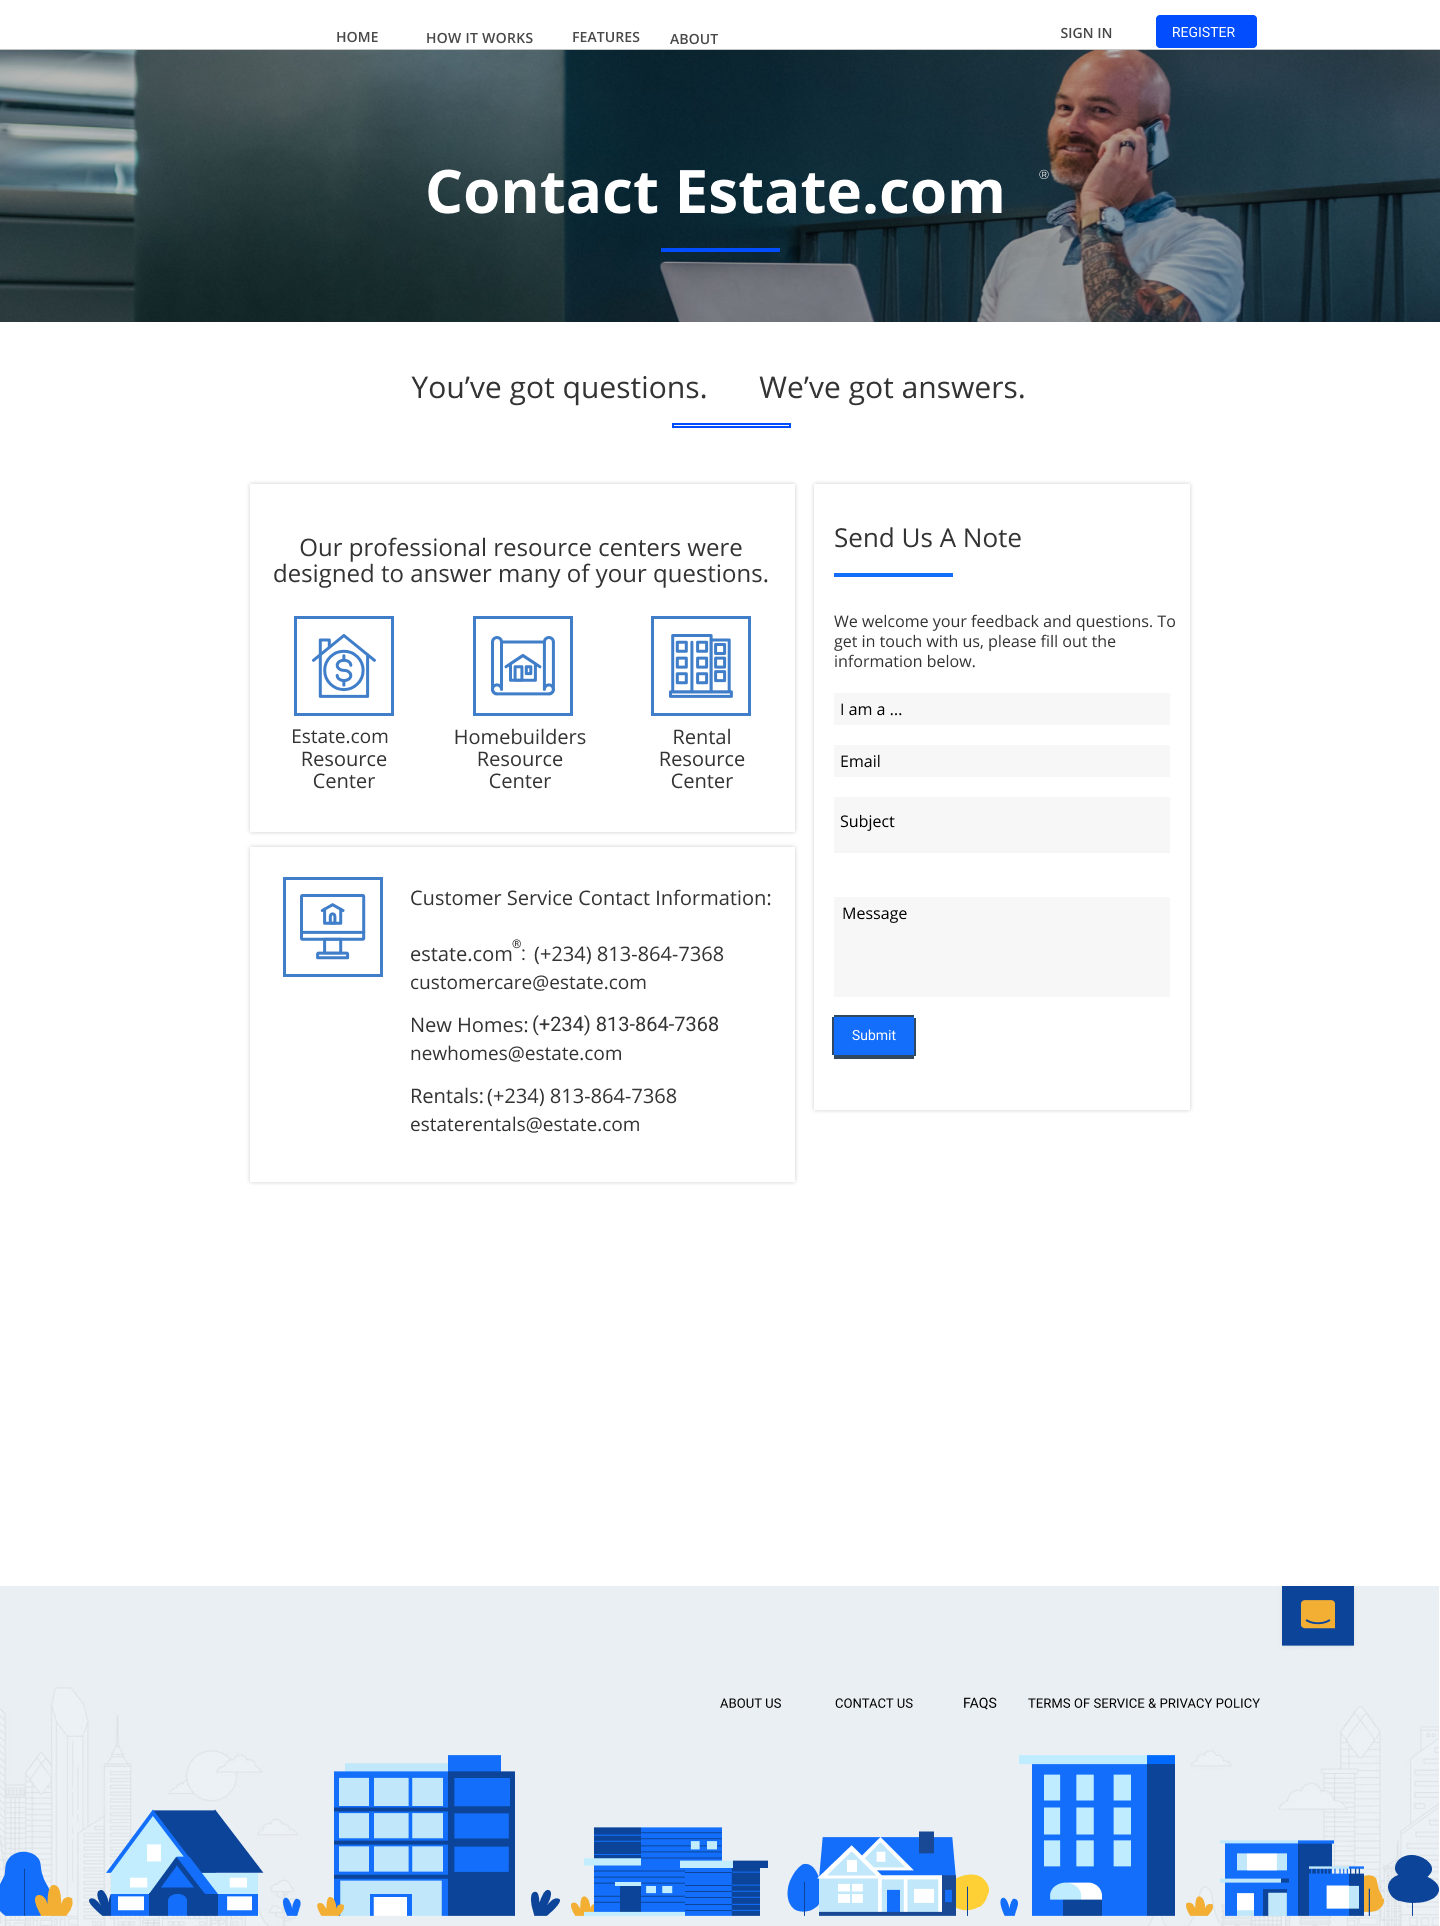 HOME
HOW IT WORKS
FEATURES
ABOUT
SIGN IN
REGISTER
Contact Estate.com ®
You’ve got questions. We’ve got answers.
Our professional resource centers were
designed to answer many of your questions.
Estate.com
Resource
Center
Homebuilders
Resource
Center
Rental
Resource
Center
Customer Service Contact Information:
estate.com®: (+234) 813-864-7368
customercare@estate.com
New Homes: (+234) 813-864-7368
newhomes@estate.com
Rentals: (+234) 813-864-7368
estaterentals@estate.com
Send Us A Note
We welcome your feedback and questions. To
get in touch with us, please fill out the
information below.
I am a ...
Email
Subject
Message
Submit
ABOUT US
CONTACT US
FAQS
TERMS OF SERVICE & PRIVACY POLICY